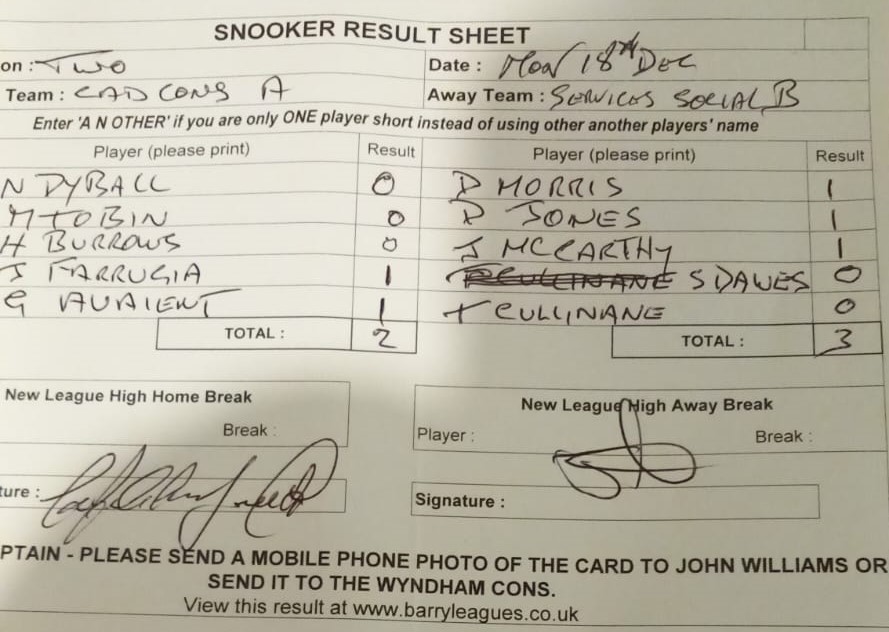 SNOOKER RESULT SHEET
on : TWO Date : MON 18th DEC
Team : CAD CONS A Away Team : SERVICES SOCIAL B
Enter 'A N OTHER' if you are only ONE player short instead of using other another players' name
Player (please print) Result Player (please print) Result
N DYBALL 0 D MORRIS 1
M TOBIN 0 D JONES 1
H BURROWS 0 J MCCARTHY 1
J FARRUGIA 1 S DAWES 0
G 1 T CULLINANE 0
TOTAL : 2 TOTAL : 3
New League High Home Break New League High Away Break
Break : Player : Break :
ture : Signature :
PTAIN - PLEASE SEND A MOBILE PHONE PHOTO OF THE CARD TO JOHN WILLIAMS OR
SEND IT TO THE WYNDHAM CONS.
View this result at www.barryleagues.co.uk